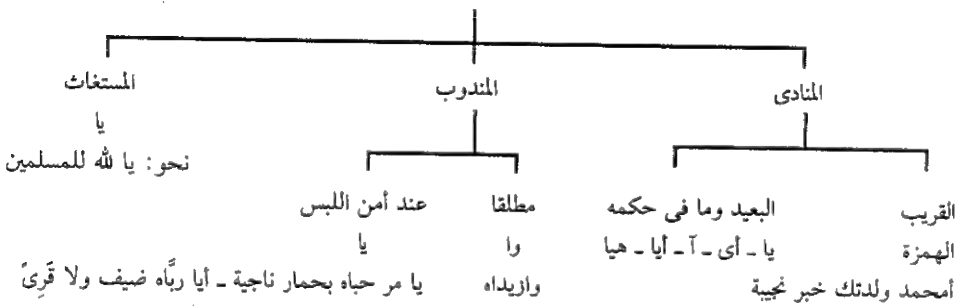 المنادى المندوب المستغاث
يا
نحو: يا لله للمسلمين
القريب البعيد وما فى حكمه مطلقا عند أمن اللبس
الهمزة يا ـ أى ـ آ ـ أيا ـ هيا وا يا
أمحمد ولدتك خبر نجيبة وازيداه يا مر حباه بحمار ناجية ـ أيا ربَّاه ضيف ولا قَرِىً